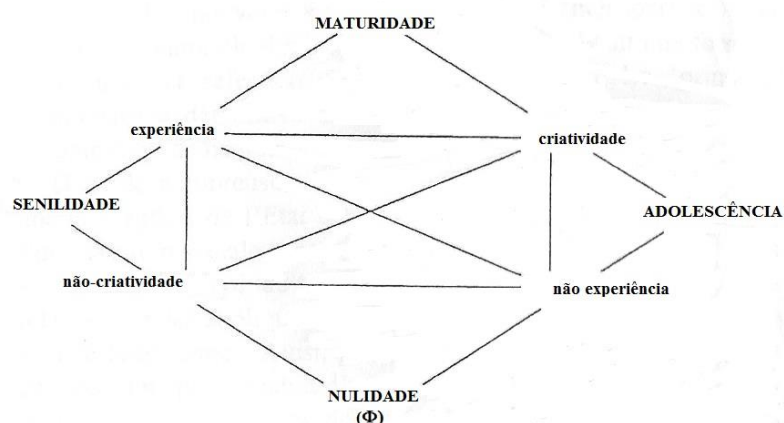 MATURIDADE
experiência
criatividade
SENILIDADE
ADOLESCÊNCIA
não-criatividade
não experiência
NULIDADE
(Φ)